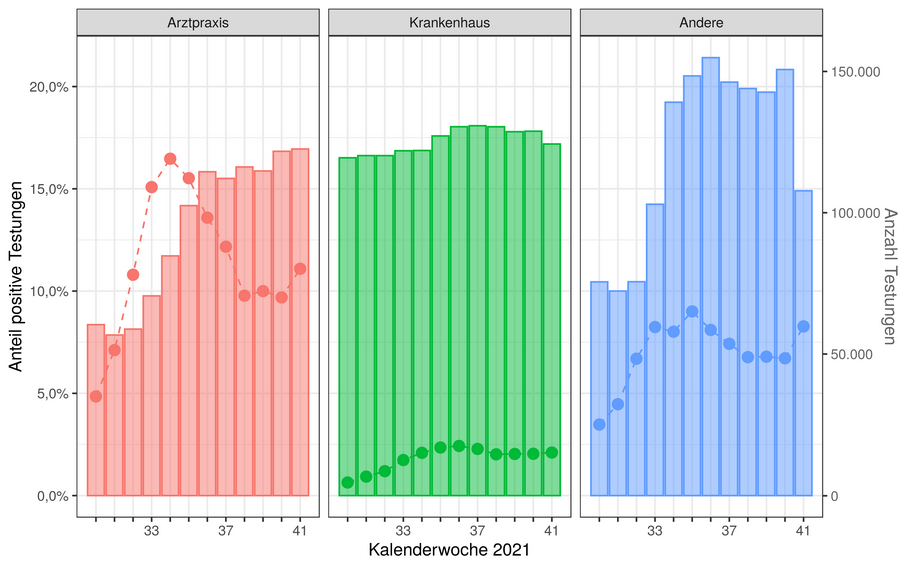 Arztpraxis
Krankenhaus
Andere
Anteil positive Testungen
20,0%
15,0%
10,0%
5,0%
0,0%
150.000
100.000
50.000
0
Anzahl Testungen
33 37 41
33 37 41
33 37 41
Kalenderwoche 2021